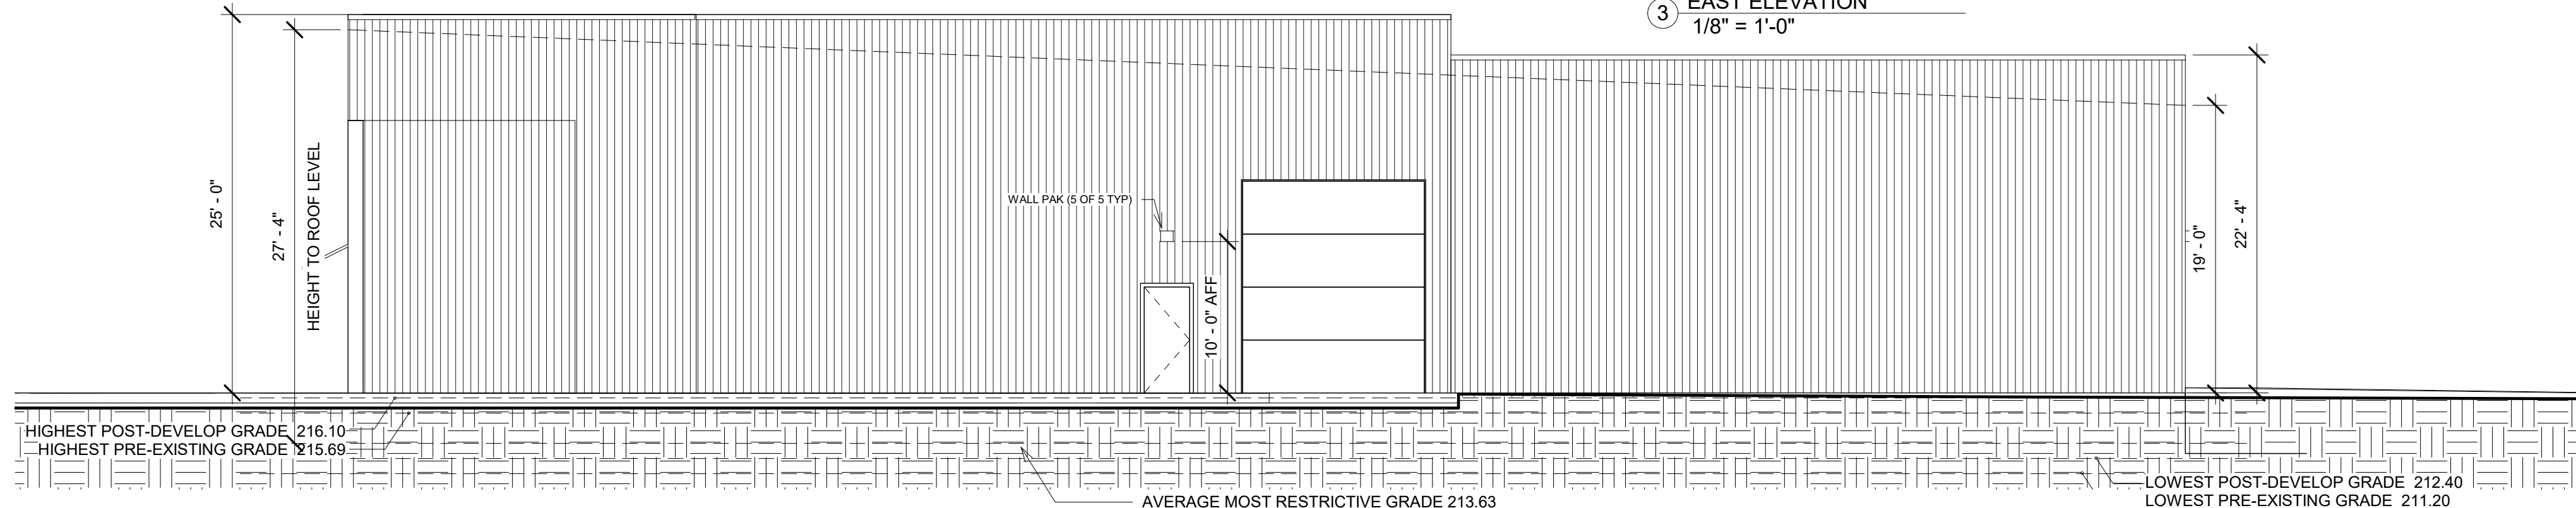 3
EAST ELEVATION
1/8" = 1'-0"
25' - 0"
27' - 4"
HEIGHT TO ROOF LEVEL
WALL PAK (5 OF 5 TYP)
10' - 0" AFF
19' - 0"
22' - 4"
HIGHEST POST-DEVELOP GRADE 216.10
HIGHEST PRE-EXISTING GRADE 215.69
AVERAGE MOST RESTRICTIVE GRADE 213.63
LOWEST POST-DEVELOP GRADE 212.40
LOWEST PRE-EXISTING GRADE 211.20